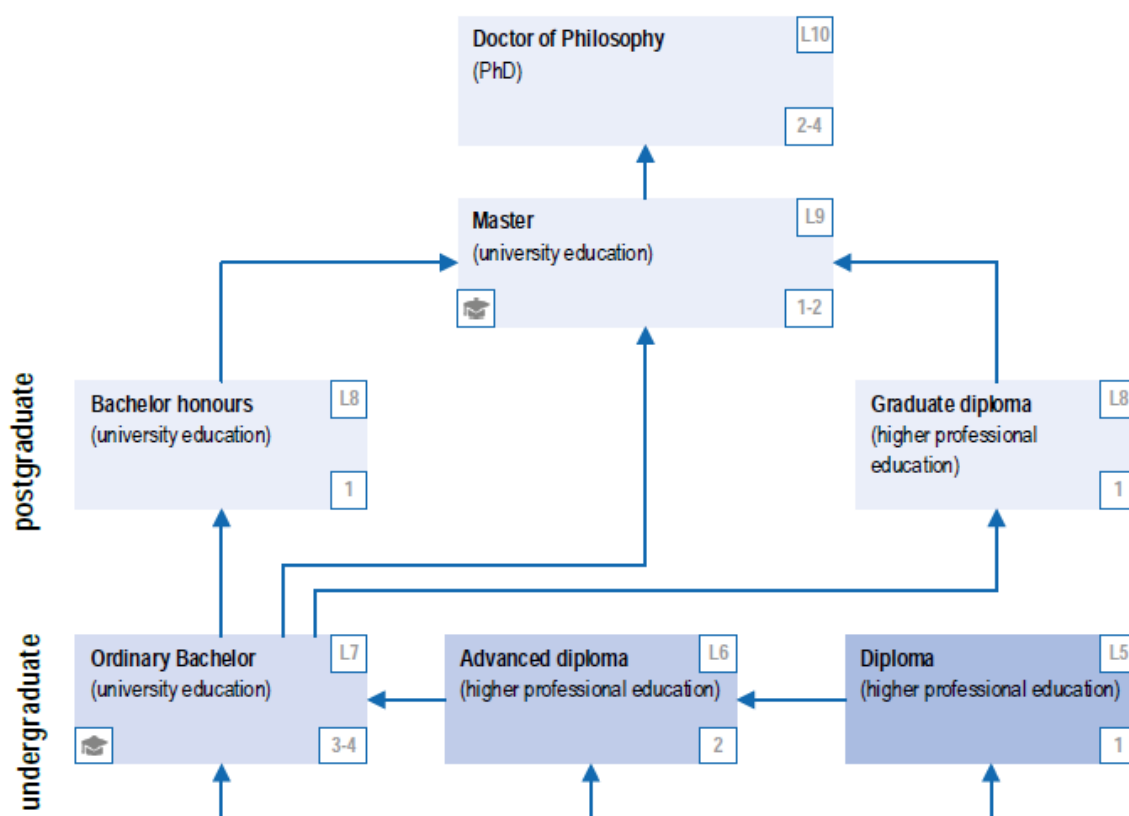 Doctor of Philosophy
L10
(PhD)
2-4
Master
L9
(university education)
1-2
postgraduate
Bachelor honours
L8
(university education)
1
Graduate diploma
L8
(higher professional
education)
1
undergraduate
Ordinary Bachelor
L7
(university education)
3-4
Advanced diploma
L6
(higher professional education)
2
Diploma
L5
(higher professional education)
1